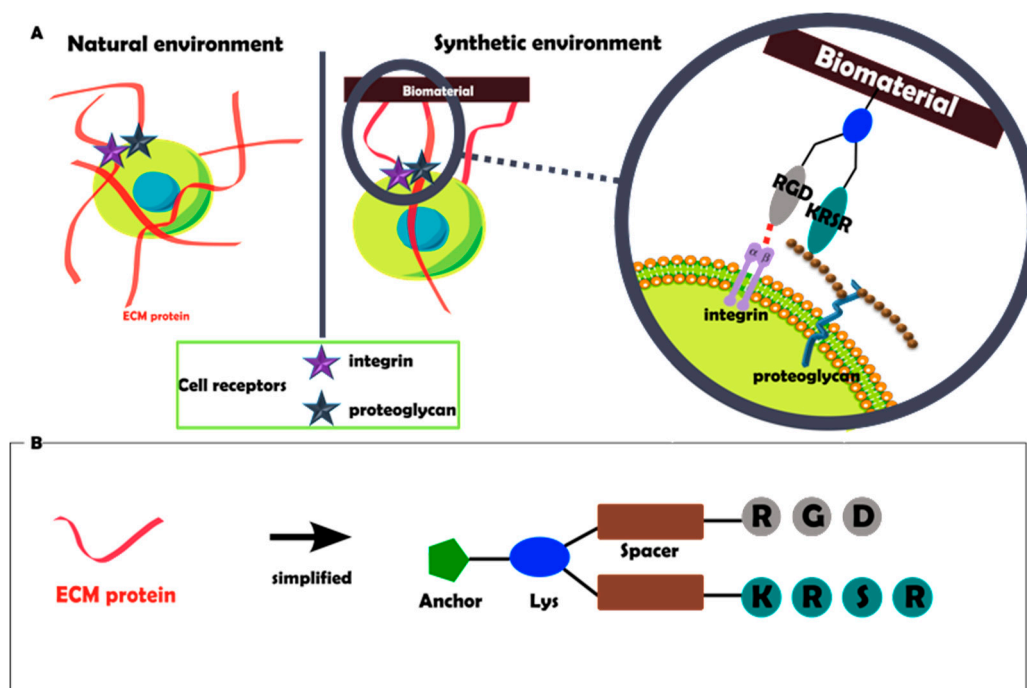 A
Natural environment
Synthetic environment
Biomaterial
ECM protein
Cell receptors
integrin
proteoglycan
Biomaterial
RGD
KRSR
α β
integrin
proteoglycan
B
ECM protein
simplified
Anchor
Lys
Spacer
R G D
K R S R